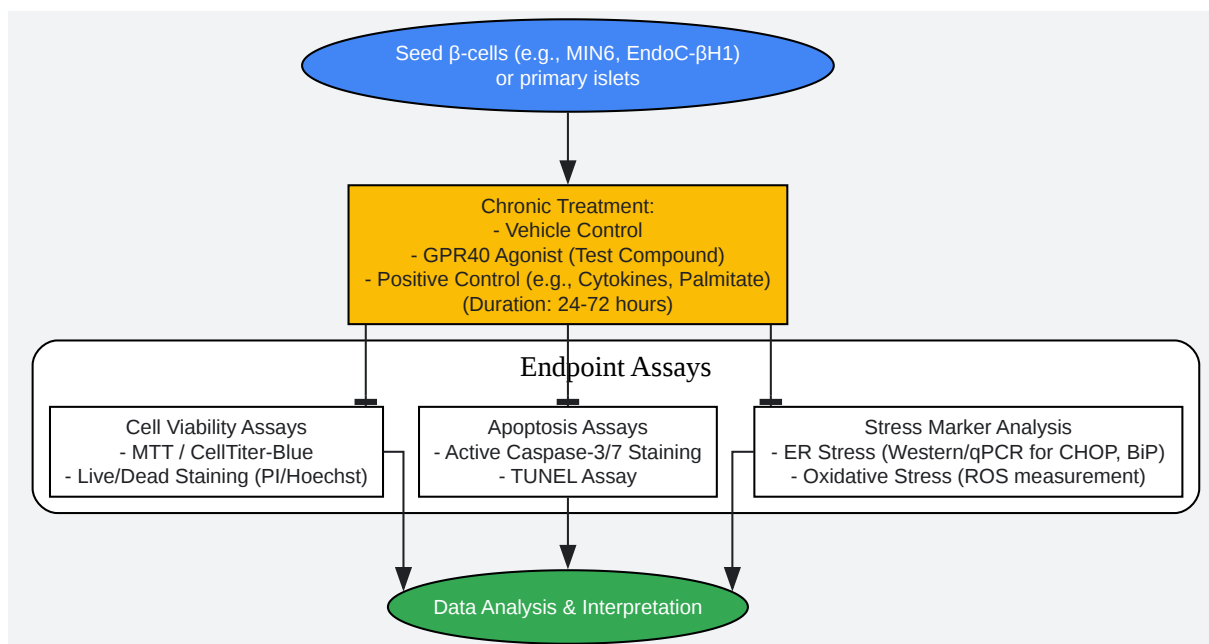 Seed β-cells (e.g., MIN6, EndoC-βH1)
or primary islets
Chronic Treatment:
- Vehicle Control
- GPR40 Agonist (Test Compound)
- Positive Control (e.g., Cytokines, Palmitate)
(Duration: 24-72 hours)
Endpoint Assays
Cell Viability Assays
- MTT / CellTiter-Blue
- Live/Dead Staining (PI/Hoechst)
Apoptosis Assays
- Active Caspase-3/7 Staining
- TUNEL Assay
Stress Marker Analysis
- ER Stress (Western/qPCR for CHOP, BiP)
- Oxidative Stress (ROS measurement)
Data Analysis & Interpretation